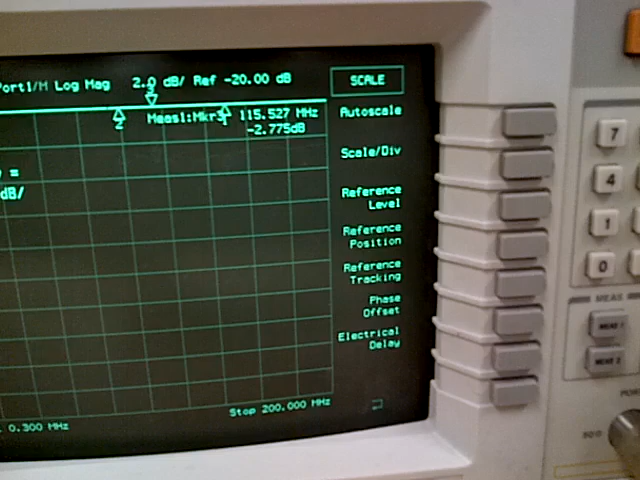 Port1/M Log Mag 2.0 dB/ Ref -20.00 dB
SCALE
3
2
1
Meas1:Mkr3 115.527 MHz
-2.775dB
Autoscale
=
dB/
Scale/Div
Reference
Level
Reference
Position
Reference
Tracking
Phase
Offset
Electrical
Delay
0.300 MHz
Stop 200.000 MHz
7
4
1
0
MEAS
MEAS 1
MEAS 2